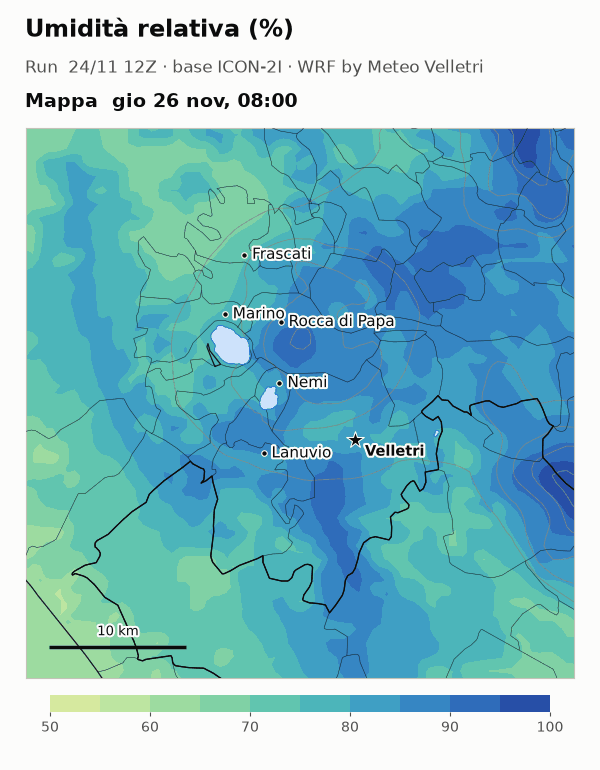 Umidità relativa (%)
Run  24/11 12Z · base ICON-2I · WRF by Meteo Velletri
Mappa  gio 26 nov, 08:00
Frascati
Marino
Rocca di Papa
Nemi
Velletri
Lanuvio
10 km
50 60 70 80 90 100